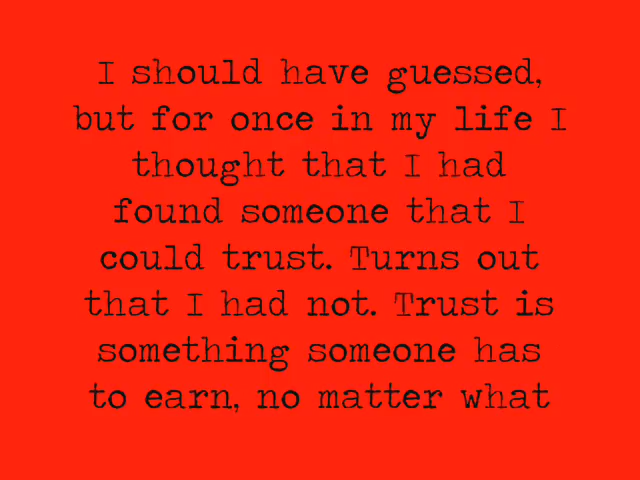 I should have guessed,
but for once in my life I
thought that I had
found someone that I
could trust. Turns out
that I had not. Trust is
something someone has
to earn, no matter what